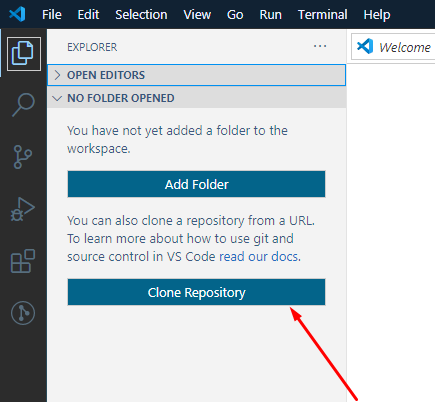 File Edit Selection View Go Run Terminal Help
EXPLORER
Welcome
OPEN EDITORS
NO FOLDER OPENED
You have not yet added a folder to the
workspace.
Add Folder
You can also clone a repository from a URL.
To learn more about how to use git and
source control in VS Code read our docs.
Clone Repository